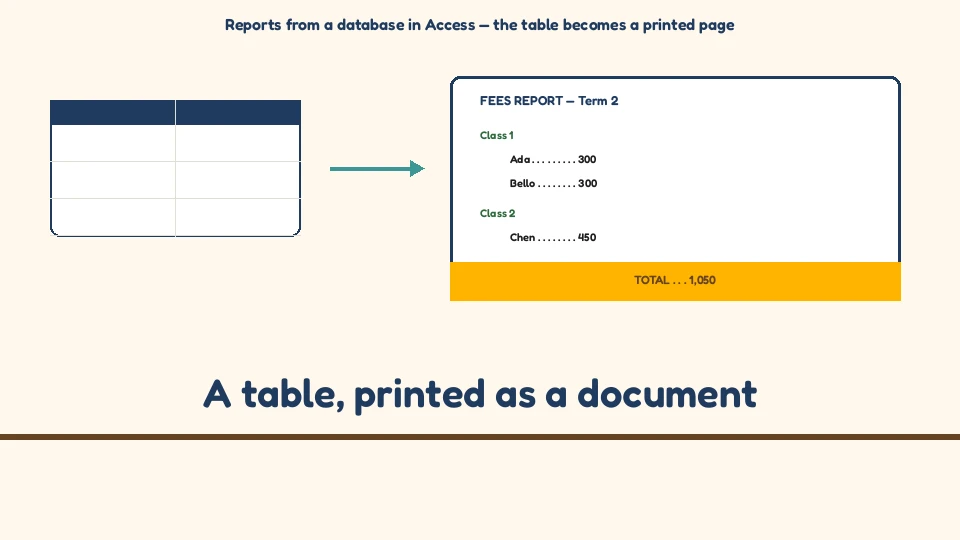 Reports from a database in Access — the table becomes a printed page
FEES REPORT — Term 2
Class 1
Ada . . . . . . . . . 300
Bello . . . . . . . . 300
Class 2
Chen . . . . . . . . 450
TOTAL . . . 1,050
A table, printed as a document